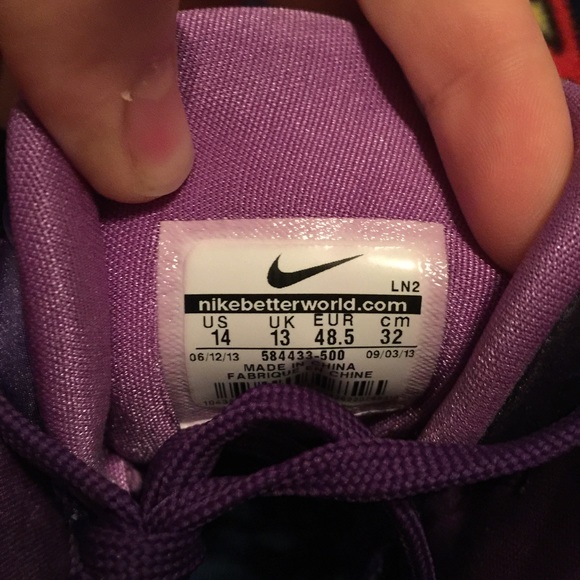 LN2
nikebetterworld.com
US UK EUR cm
14 13 48.5 32
06/12/13 584433-500 09/03/13
MADE IN CHINA
FABRIQUE EN CHINE